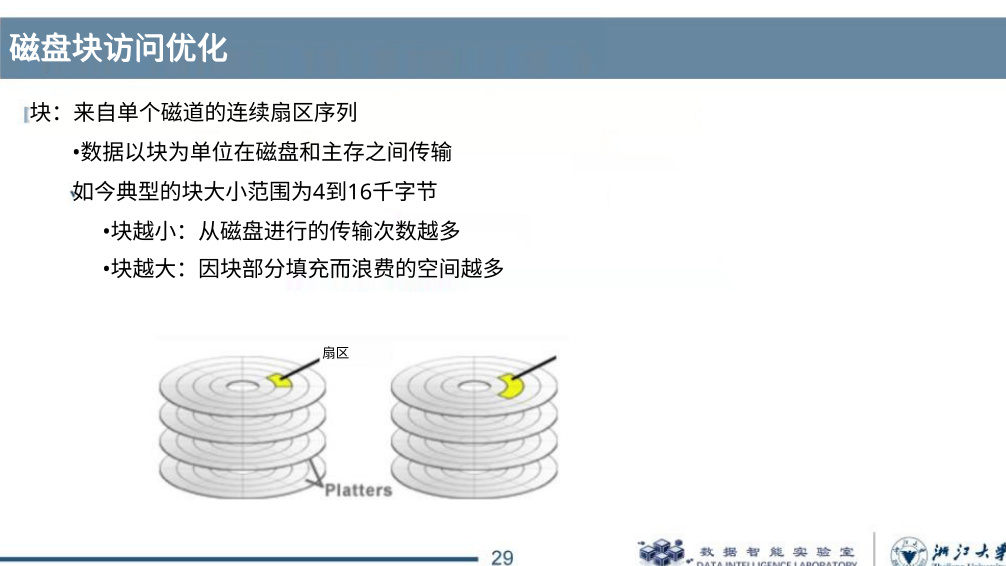 磁盘块访问优化
块：来自单个磁道的连续扇区序列
•数据以块为单位在磁盘和主存之间传输
如今典型的块大小范围为4到16千字节
•块越小：从磁盘进行的传输次数越多
•块越大：因块部分填充而浪费的空间越多
扇区
Platters
29
数据智能实验室
DATA INTELLIGENCE LABORATORY
浙江大学